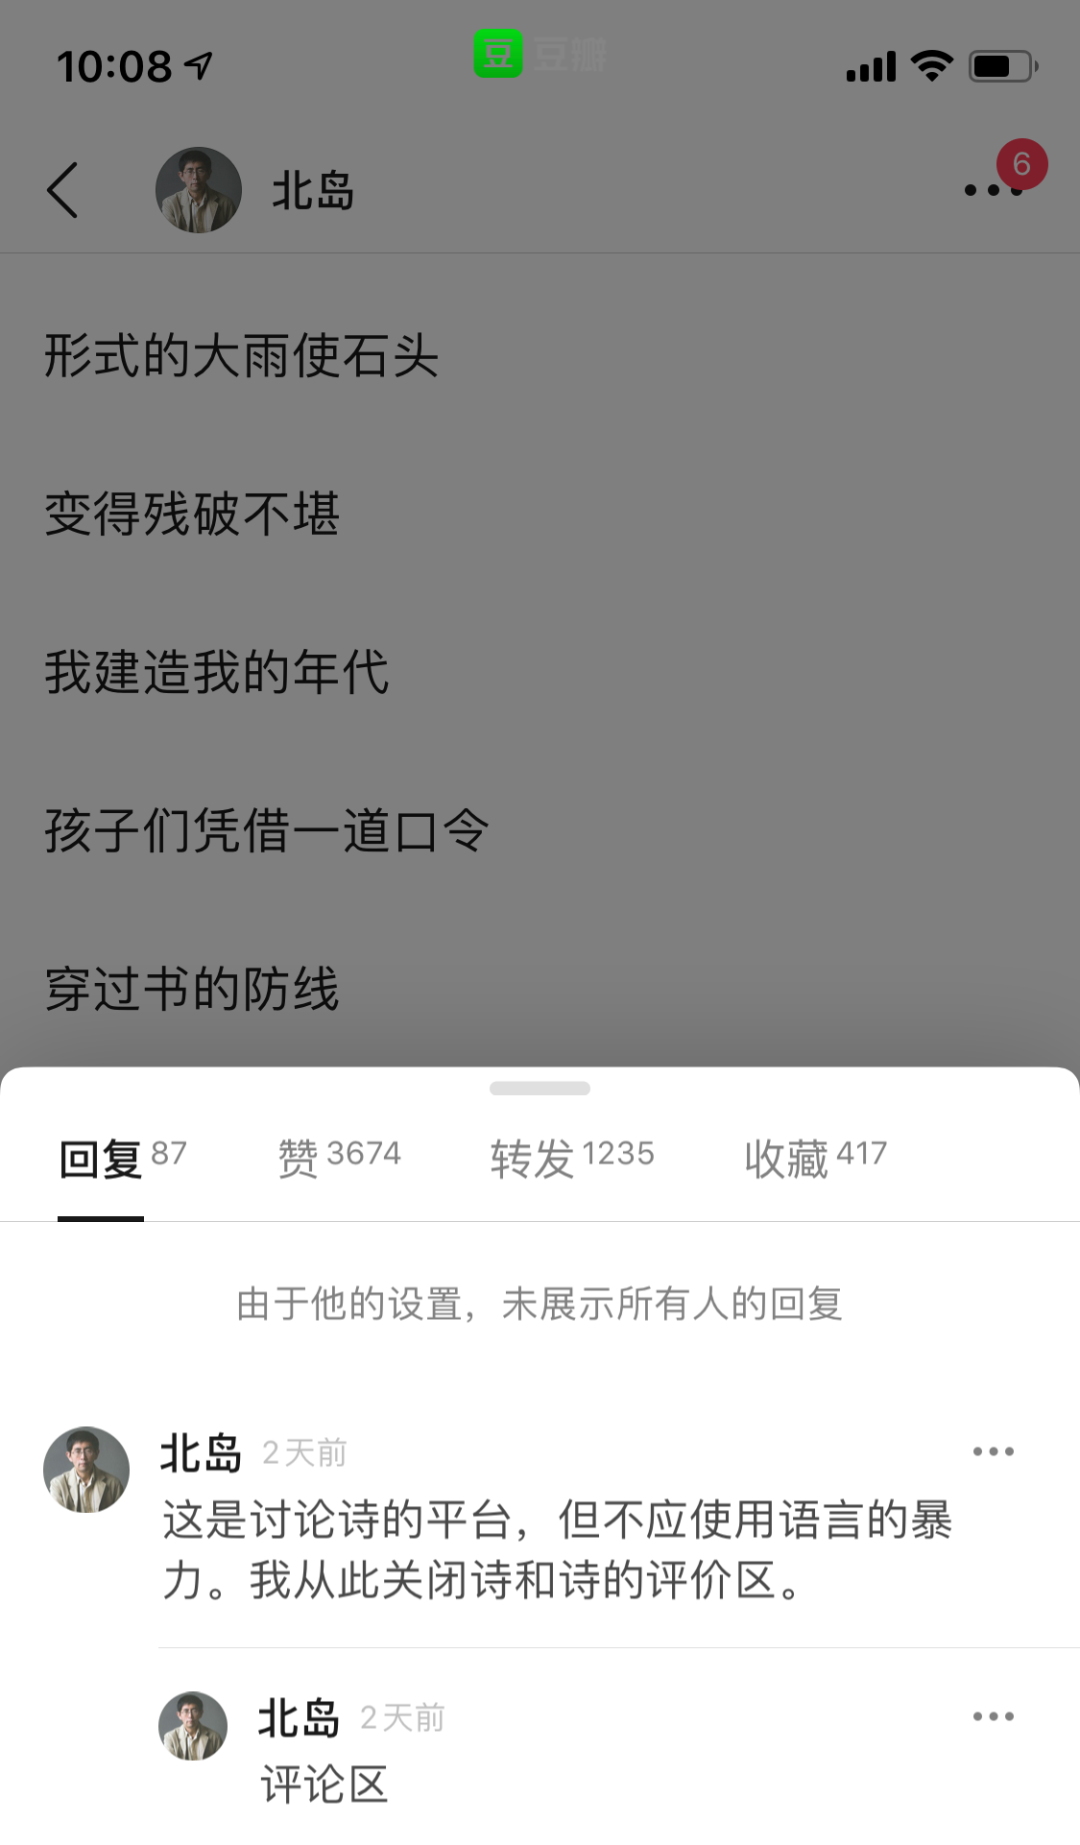 10:08
豆 豆瓣
北岛
6
形式的大雨使石头
变得残破不堪
我建造我的年代
孩子们凭借一道口令
穿过书的防线
回复 87 赞 3674 转发 1235 收藏 417
由于他的设置，未展示所有人的回复
北岛 2天前
这是讨论诗的平台，但不应使用语言的暴
力。我从此关闭诗和诗的评价区。
北岛 2天前
评论区